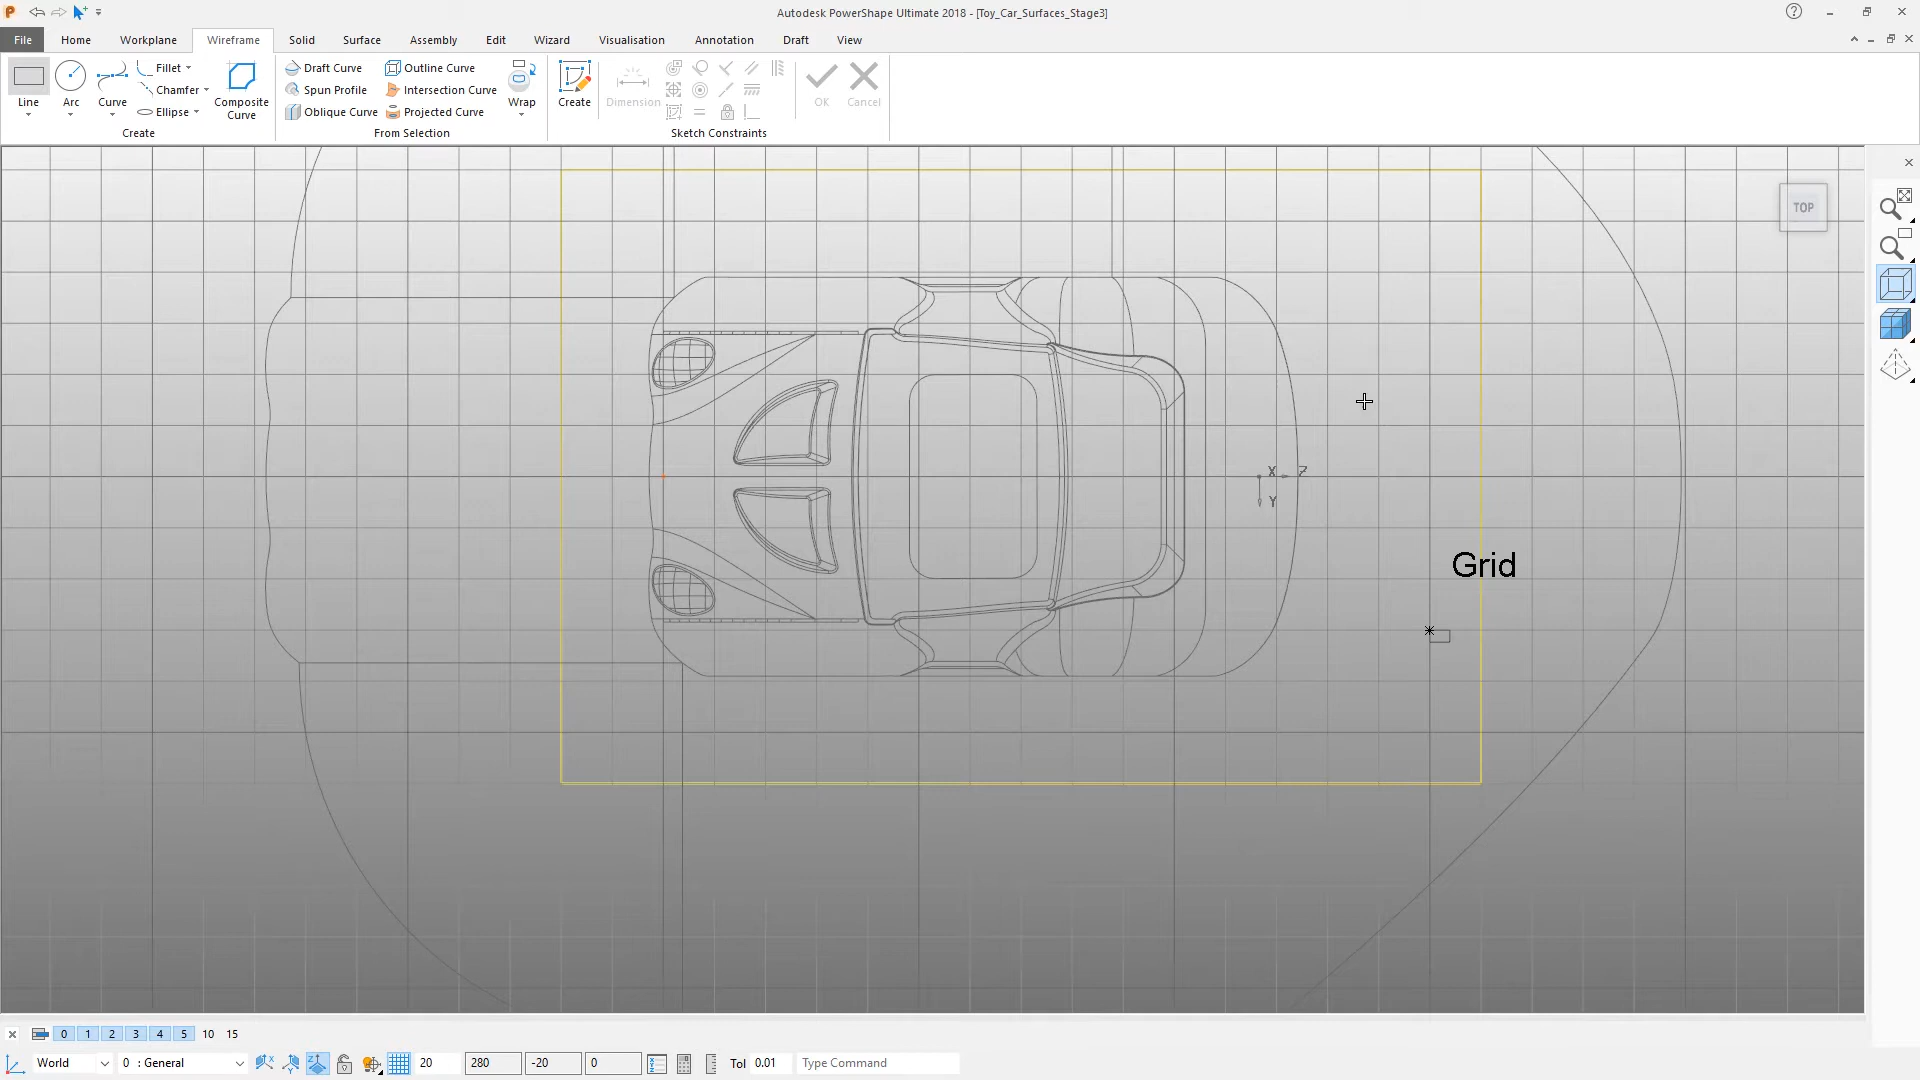 Autodesk PowerShape Ultimate 2018 - [Toy_Car_Surfaces_Stage3]
File Home Workplane Wireframe Solid Surface Assembly Edit Wizard Visualisation Annotation Draft View
Line
Arc
Curve
Fillet
Chamfer
Ellipse
Composite
Curve
Create
Draft Curve
Spun Profile
Oblique Curve
Outline Curve
Intersection Curve
Projected Curve
Wrap
From Selection
Create
Dimension
OK
Cancel
Sketch Constraints
TOP
X Z
Y
Grid
0 1 2 3 4 5 10 15
World 0 : General 20 280 -20 0 Tol 0.01 Type Command